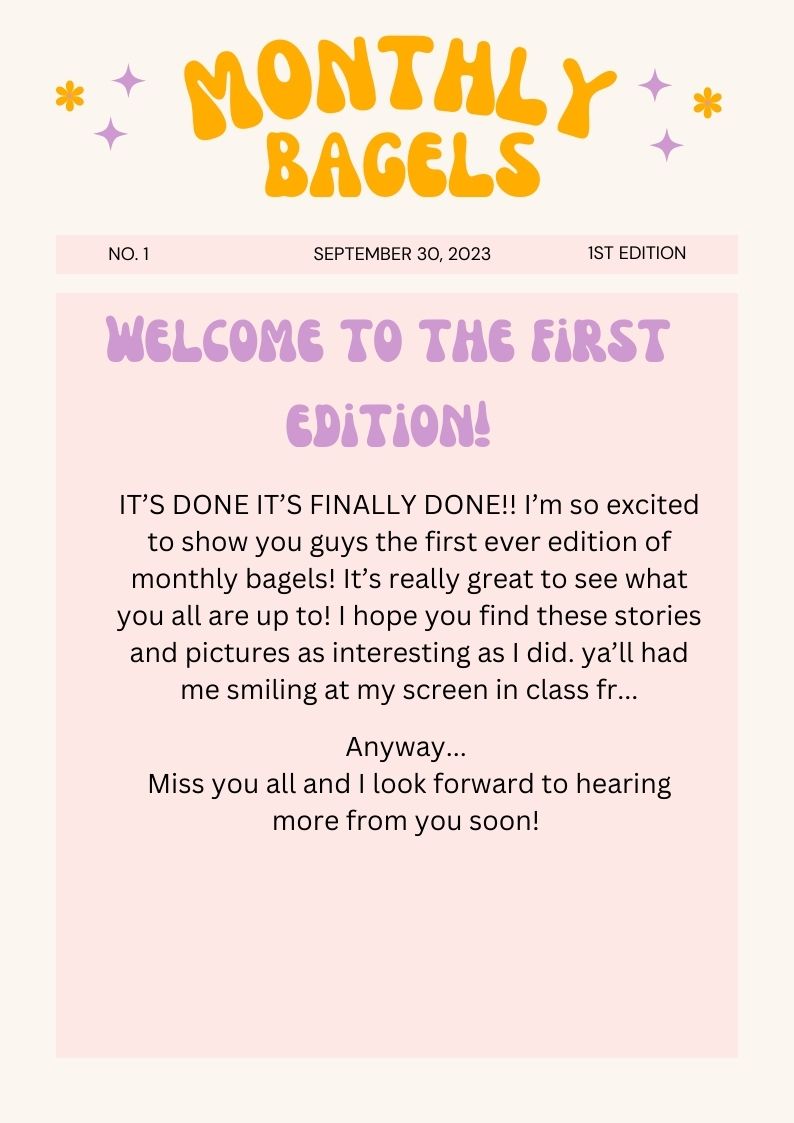 MONTHLY
BAGELS
NO. 1 SEPTEMBER 30, 2023 1ST EDITION
WELCOME TO THE FiRST
EDiTiON!
IT’S DONE IT’S FINALLY DONE!! I’m so excited
to show you guys the first ever edition of
monthly bagels! It’s really great to see what
you all are up to! I hope you find these stories
and pictures as interesting as I did. ya’ll had
me smiling at my screen in class fr...
Anyway...
Miss you all and I look forward to hearing
more from you soon!